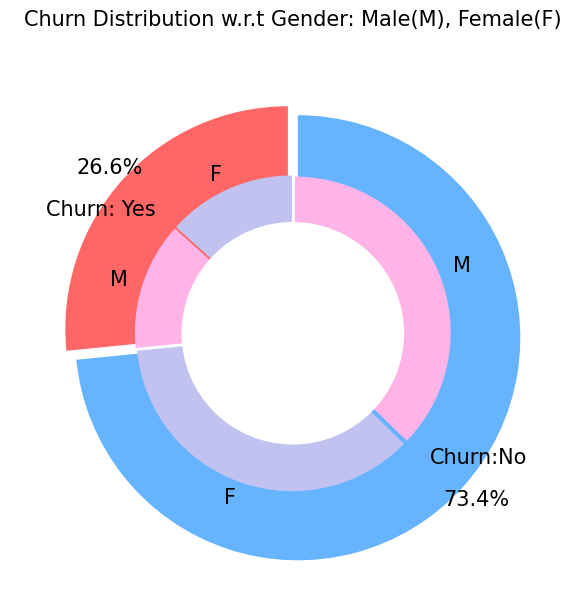 Churn Distribution w.r.t Gender: Male(M), Female(F)
26.6%
F
Churn: Yes
M
M
Churn:No
F
73.4%